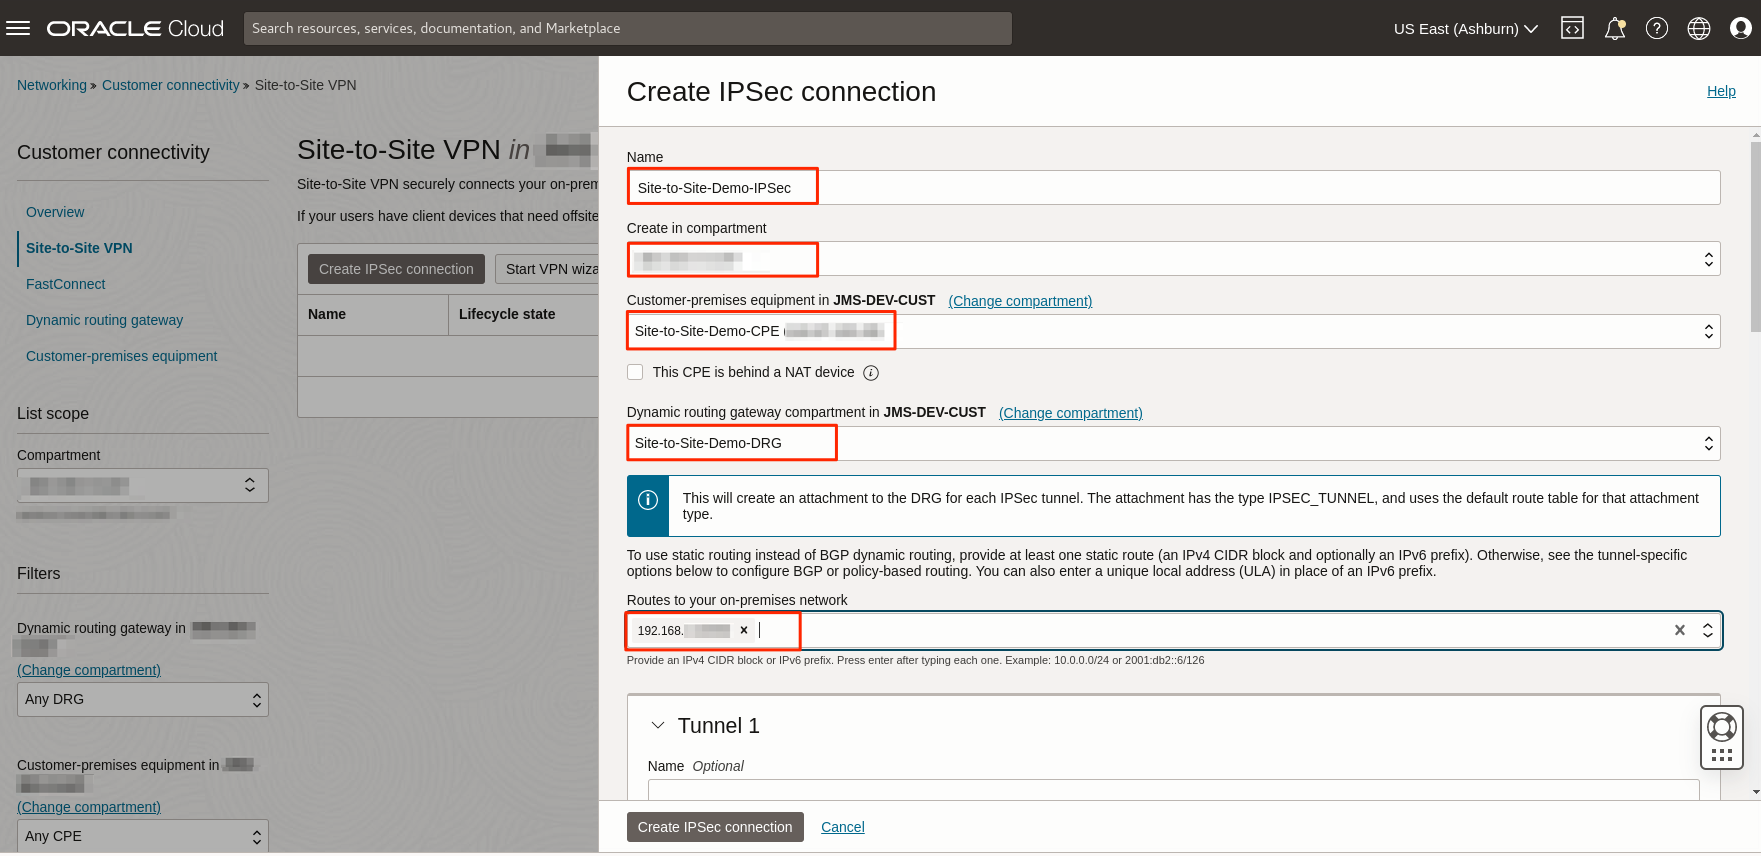 ORACLE Cloud
Search resources, services, documentation, and Marketplace
US East (Ashburn)
Networking » Customer connectivity » Site-to-Site VPN
Customer connectivity
Overview
Site-to-Site VPN
FastConnect
Dynamic routing gateway
Customer-premises equipment
List scope
Compartment
Filters
Dynamic routing gateway in
(Change compartment)
Any DRG
Customer-premises equipment in
(Change compartment)
Any CPE
Site-to-Site VPN in
Site-to-Site VPN securely connects your on-prem
If your users have client devices that need offsite
Create IPSec connection
Start VPN wiza
Name
Lifecycle state
Create IPSec connection
Help
Name
Site-to-Site-Demo-IPSec
Create in compartment
Customer-premises equipment in JMS-DEV-CUST (Change compartment)
Site-to-Site-Demo-CPE (
This CPE is behind a NAT device
Dynamic routing gateway compartment in JMS-DEV-CUST (Change compartment)
Site-to-Site-Demo-DRG
This will create an attachment to the DRG for each IPSec tunnel. The attachment has the type IPSEC_TUNNEL, and uses the default route table for that attachment
type.
To use static routing instead of BGP dynamic routing, provide at least one static route (an IPv4 CIDR block and optionally an IPv6 prefix). Otherwise, see the tunnel-specific
options below to configure BGP or policy-based routing. You can also enter a unique local address (ULA) in place of an IPv6 prefix.
Routes to your on-premises network
192.168.
Provide an IPv4 CIDR block or IPv6 prefix. Press enter after typing each one. Example: 10.0.0.0/24 or 2001:db2::6/126
Tunnel 1
Name Optional
Create IPSec connection
Cancel